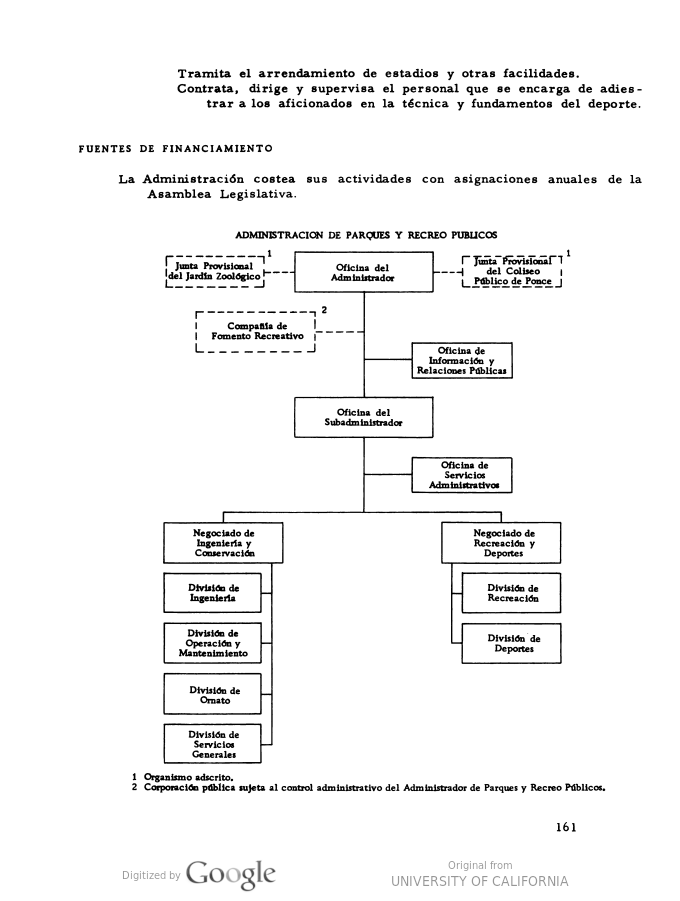 Tramita el arrendamiento de estadios y otras facilidades.
Contrata, dirige y supervisa el personal que se encarga de adies-
trar a los aficionados en la técnica y fundamentos del deporte.
FUENTES DE FINANCIAMIENTO
La Administración costea sus actividades con asignaciones anuales de la
Asamblea Legislativa.
ADMINISTRACION DE PARQUES Y RECREO PUBLICOS
Junta Provisional
del Jardín Zoológico
1
Oficina del
Administrador
Junta Provisional
del Coliseo
Público de Ponce
1
Compañía de
Fomento Recreativo
2
Oficina de
Información y
Relaciones Públicas
Oficina del
Subadministrador
Oficina de
Servicios
Administrativos
Negociado de
Ingeniería y
Conservación
Negociado de
Recreación y
Deportes
División de
Ingeniería
División de
Recreación
División de
Operación y
Mantenimiento
División de
Deportes
División de
Ornato
División de
Servicios
Generales
1 Organismo adscrito.
2 Corporación pública sujeta al control administrativo del Administrador de Parques y Recreo Públicos.
161
Digitized by Google
Original from
UNIVERSITY OF CALIFORNIA